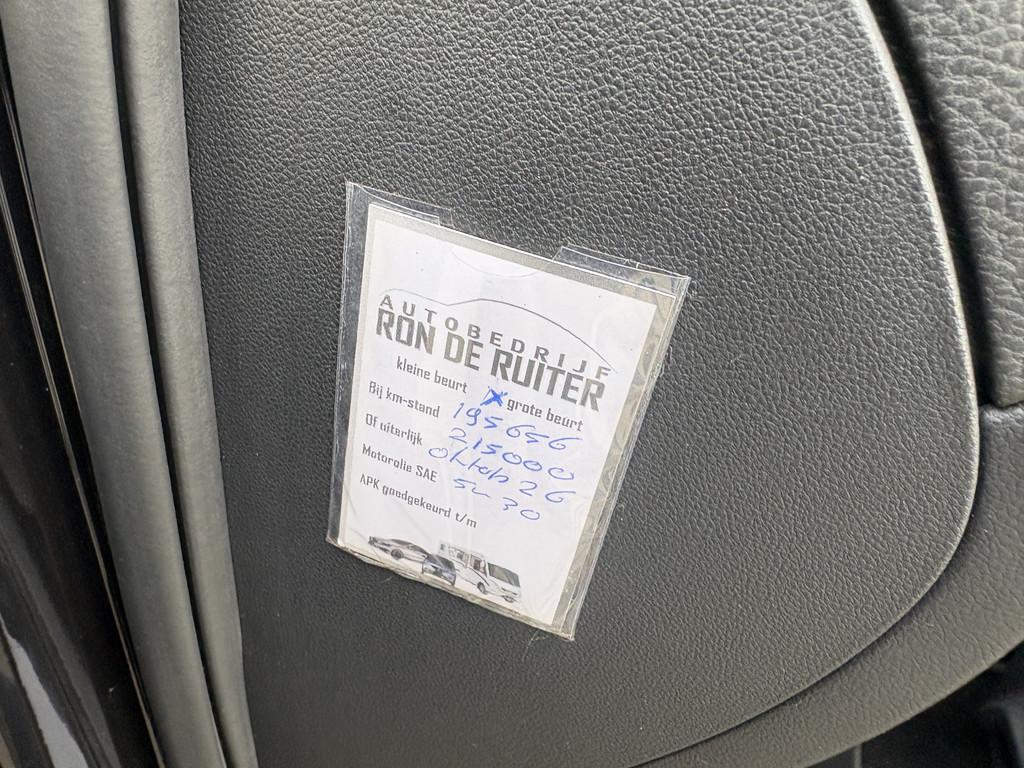 AUTOBEDRIJF
RON DE RUITER
kleine beurt X grote beurt
195656
Bij km-stand 215000
Of uiterlijk Oktob 26
Motorolie SAE 5w 30
APK goedgekeurd t/m